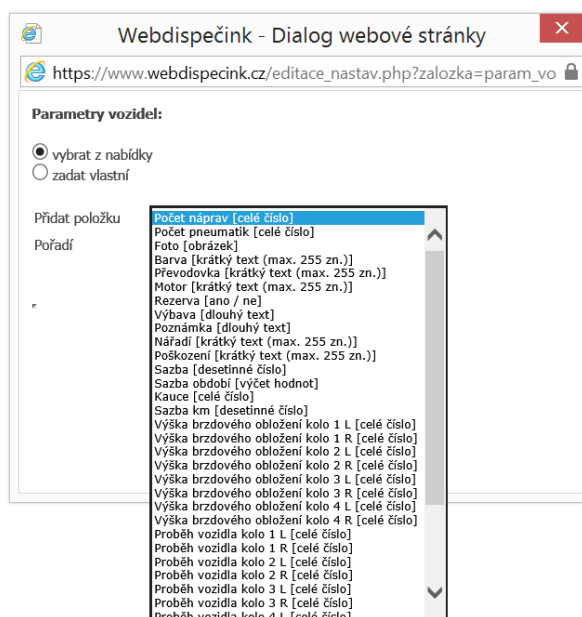 Webdispečink - Dialog webové stránky
https://www.webdispecink.cz/editace_nastav.php?zalozka=param_vo
Parametry vozidel:
vybrat z nabídky
zadat vlastní
Přidat položku
Pořadí
Počet náprav [celé číslo]
Počet pneumatik [celé číslo]
Foto [obrázek]
Barva [krátký text (max. 255 zn.)]
Převodovka [krátký text (max. 255 zn.)]
Motor [krátký text (max. 255 zn.)]
Rezerva [ano / ne]
Výbava [dlouhý text]
Poznámka [dlouhý text]
Nářadí [krátký text (max. 255 zn.)]
Poškození [krátký text (max. 255 zn.)]
Sazba [desetinné číslo]
Sazba období [výčet hodnot]
Kauce [celé číslo]
Sazba km [desetinné číslo]
Výška brzdového obložení kolo 1 L [celé číslo]
Výška brzdového obložení kolo 1 R [celé číslo]
Výška brzdového obložení kolo 2 L [celé číslo]
Výška brzdového obložení kolo 2 R [celé číslo]
Výška brzdového obložení kolo 3 L [celé číslo]
Výška brzdového obložení kolo 3 R [celé číslo]
Výška brzdového obložení kolo 4 L [celé číslo]
Výška brzdového obložení kolo 4 R [celé číslo]
Proběh vozidla kolo 1 L [celé číslo]
Proběh vozidla kolo 1 R [celé číslo]
Proběh vozidla kolo 2 L [celé číslo]
Proběh vozidla kolo 2 R [celé číslo]
Proběh vozidla kolo 3 L [celé číslo]
Proběh vozidla kolo 3 R [celé číslo]
Proběh vozidla kolo 4 L [celé číslo]